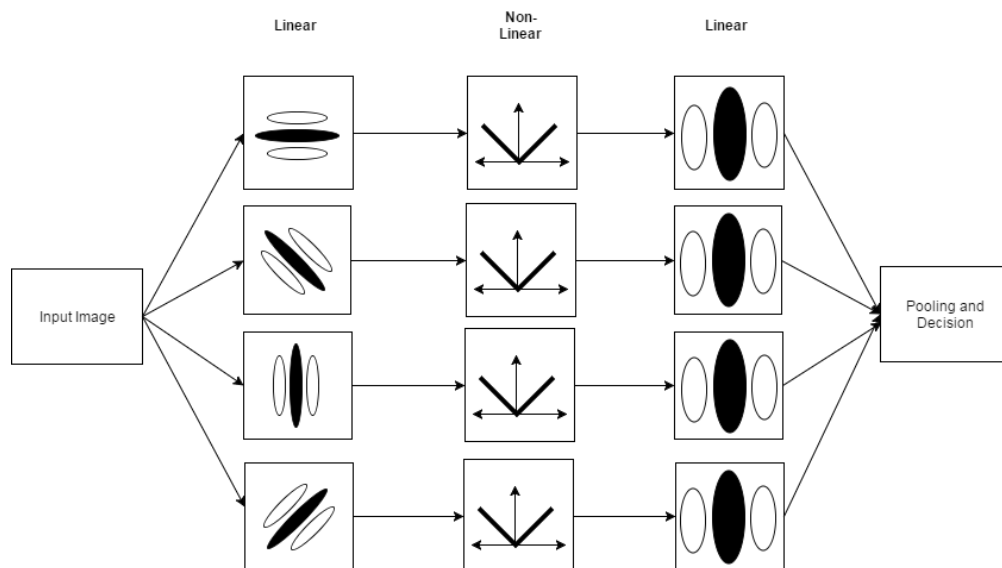 Linear
Non-
Linear
Linear
Input Image
Pooling and
Decision